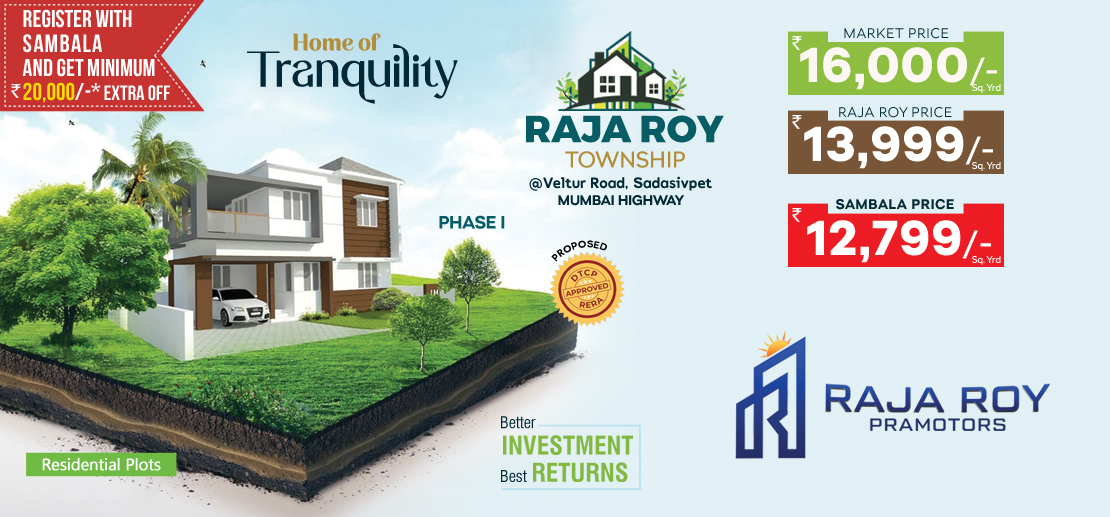 REGISTER WITH
SAMBALA
AND GET MINIMUM
₹20,000/-* EXTRA OFF
Home of
Tranquility
RAJA ROY
TOWNSHIP
@Veltur Road, Sadasivpet
MUMBAI HIGHWAY
PHASE I
PROPOSED
DTCP
APPROVED
RERA
MARKET PRICE
₹16,000/-
Sq. Yrd
RAJA ROY PRICE
₹13,999/-
Sq. Yrd
SAMBALA PRICE
₹12,799/-
Sq. Yrd
RAJA ROY
PRAMOTORS
Better
INVESTMENT
Best RETURNS
Residential Plots